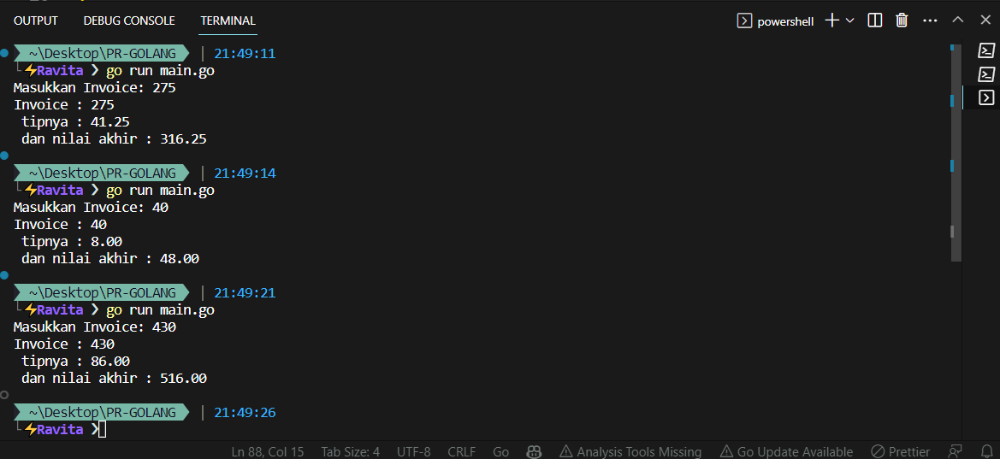 OUTPUT DEBUG CONSOLE TERMINAL powershell
~\Desktop\PR-GOLANG | 21:49:11
⚡Ravita ❯ go run main.go
Masukkan Invoice: 275
Invoice : 275
tipnya : 41.25
dan nilai akhir : 316.25
~\Desktop\PR-GOLANG | 21:49:14
⚡Ravita ❯ go run main.go
Masukkan Invoice: 40
Invoice : 40
tipnya : 8.00
dan nilai akhir : 48.00
~\Desktop\PR-GOLANG | 21:49:21
⚡Ravita ❯ go run main.go
Masukkan Invoice: 430
Invoice : 430
tipnya : 86.00
dan nilai akhir : 516.00
~\Desktop\PR-GOLANG | 21:49:26
⚡Ravita ❯
Ln 88, Col 15 Tab Size: 4 UTF-8 CRLF Go Analysis Tools Missing Go Update Available Prettier